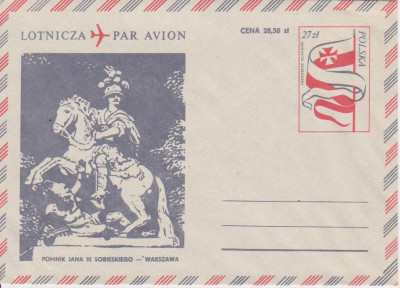 LOTNICZA PAR AVION
CENA 28,50 zł
27 zł
POLSKA
POMNIK JANA III SOBIESKIEGO — WARSZAWA